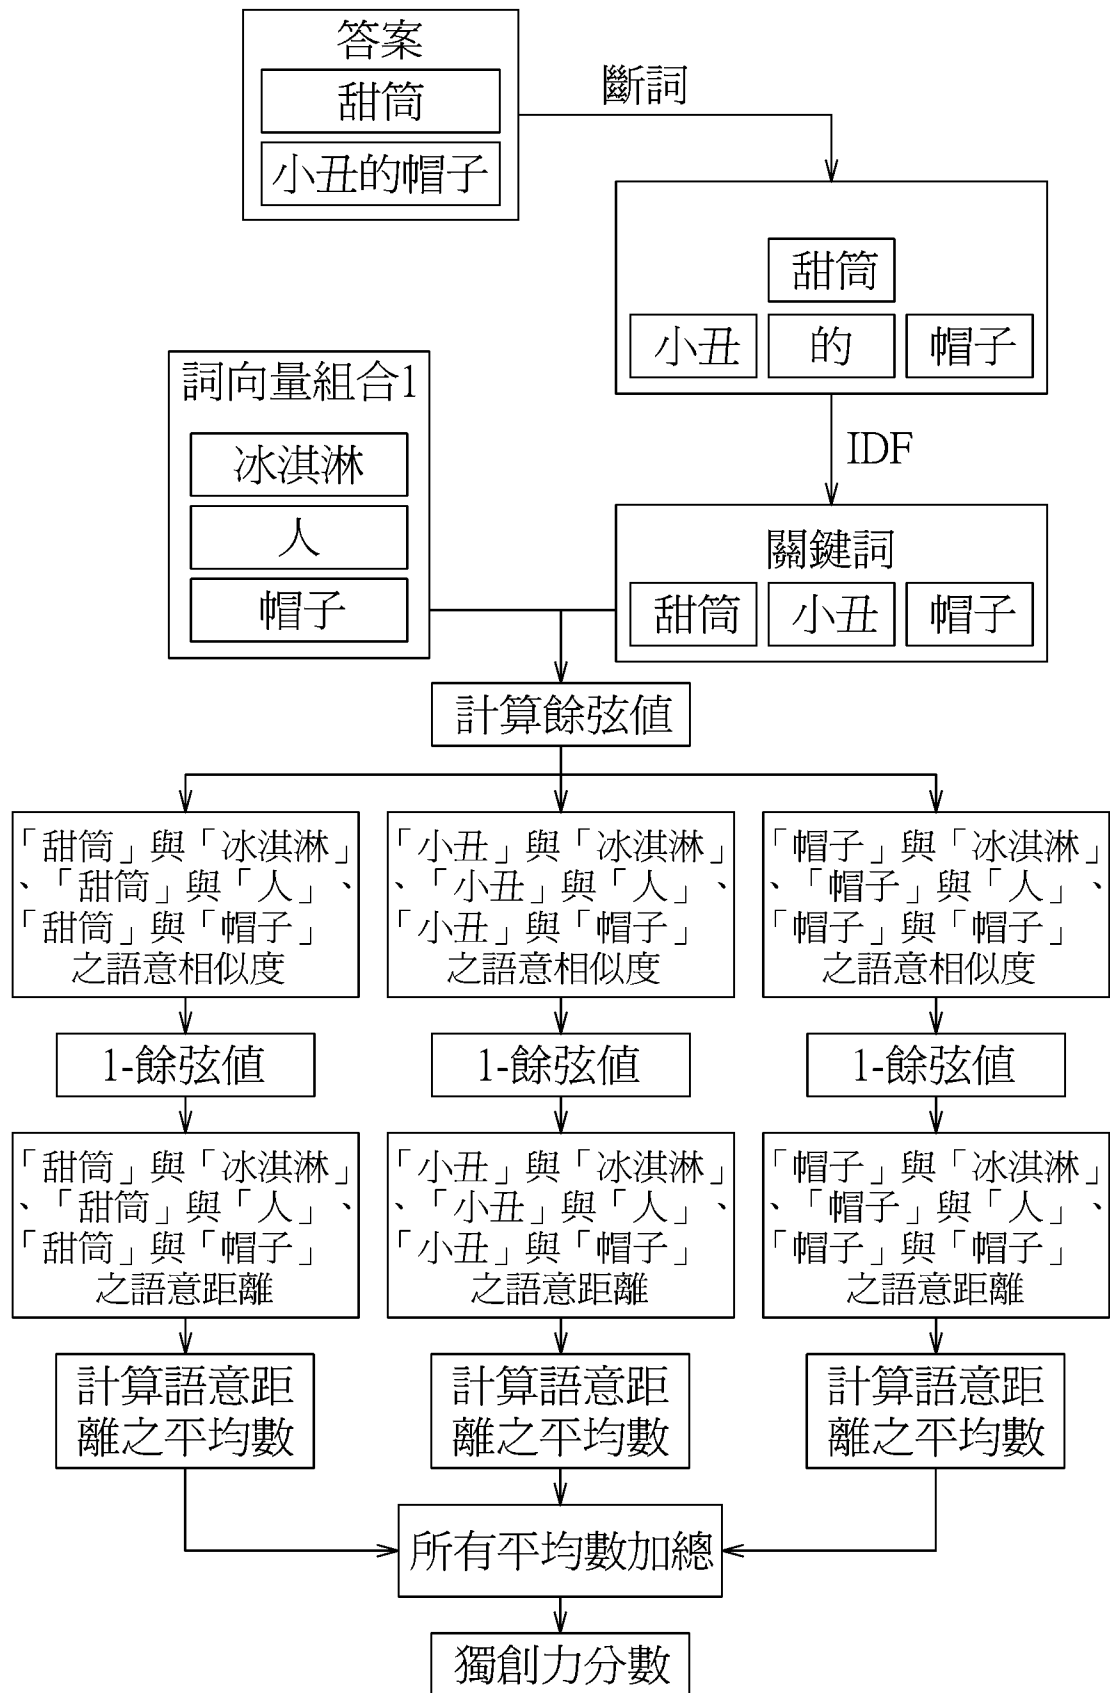 答案
甜筒
小丑的帽子
斷詞
甜筒
小丑
的
帽子
IDF
詞向量組合1
冰淇淋
人
帽子
關鍵詞
甜筒
小丑
帽子
計算餘弦值
「甜筒」與「冰淇淋」
、「甜筒」與「人」、
「甜筒」與「帽子」
之語意相似度
「小丑」與「冰淇淋」
、「小丑」與「人」、
「小丑」與「帽子」
之語意相似度
「帽子」與「冰淇淋」
、「帽子」與「人」、
「帽子」與「帽子」
之語意相似度
1-餘弦值
1-餘弦值
1-餘弦值
「甜筒」與「冰淇淋」
、「甜筒」與「人」、
「甜筒」與「帽子」
之語意距離
「小丑」與「冰淇淋」
、「小丑」與「人」、
「小丑」與「帽子」
之語意距離
「帽子」與「冰淇淋」
、「帽子」與「人」、
「帽子」與「帽子」
之語意距離
計算語意距
離之平均數
計算語意距
離之平均數
計算語意距
離之平均數
所有平均數加總
獨創力分數